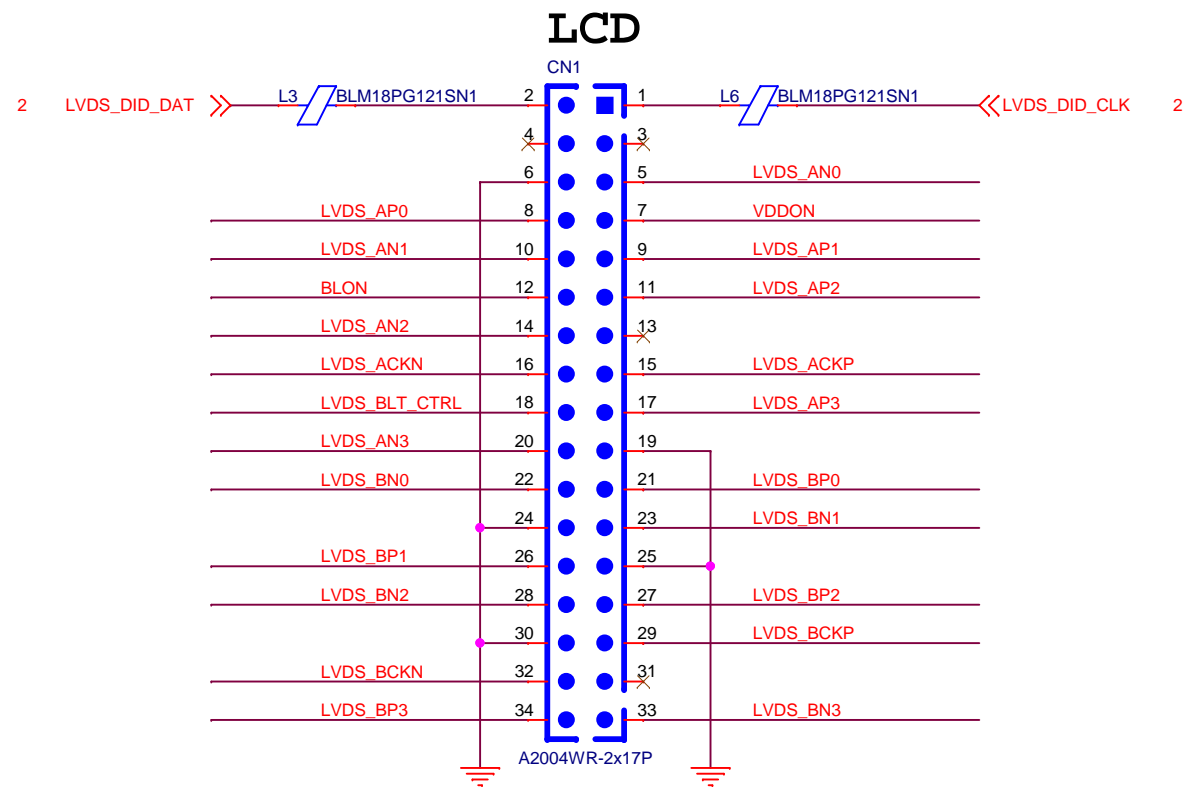 LCD
CN1
2 LVDS_DID_DAT L3 BLM18PG121SN1 2 1 L6 BLM18PG121SN1 LVDS_DID_CLK 2
4 3
6 5 LVDS_AN0
LVDS_AP0 8 7 VDDON
LVDS_AN1 10 9 LVDS_AP1
BLON 12 11 LVDS_AP2
LVDS_AN2 14 13
LVDS_ACKN 16 15 LVDS_ACKP
LVDS_BLT_CTRL 18 17 LVDS_AP3
LVDS_AN3 20 19
LVDS_BN0 22 21 LVDS_BP0
24 23 LVDS_BN1
LVDS_BP1 26 25
LVDS_BN2 28 27 LVDS_BP2
30 29 LVDS_BCKP
LVDS_BCKN 32 31
LVDS_BP3 34 33 LVDS_BN3
A2004WR-2x17P